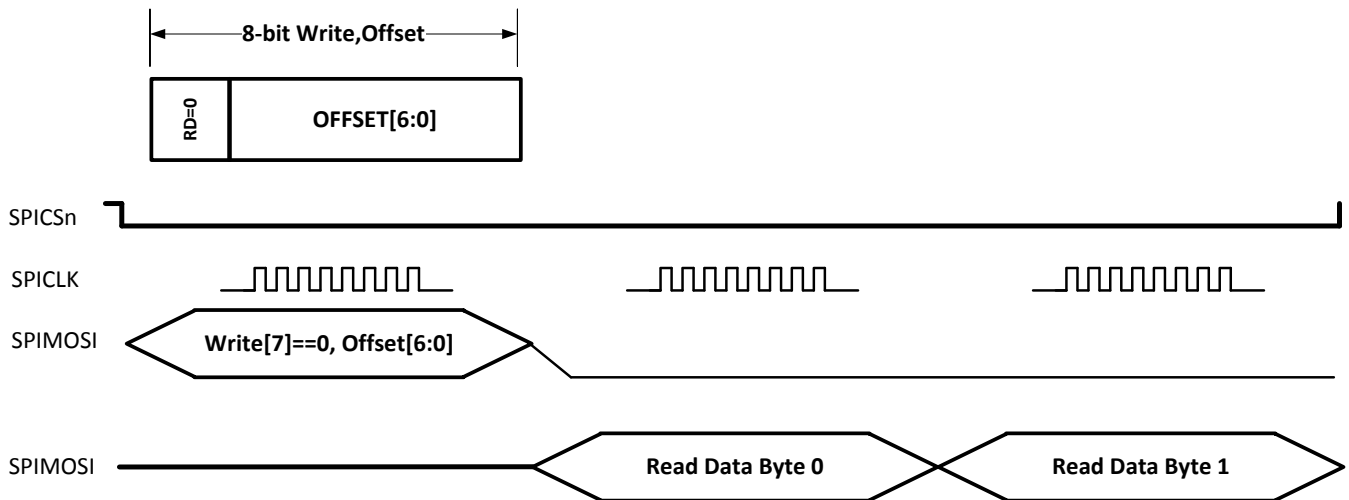 8-bit Write,Offset
RD=0 OFFSET[6:0]
SPICSn
SPICLK
SPIMOSI Write[7]==0, Offset[6:0]
SPIMOSI Read Data Byte 0 Read Data Byte 1